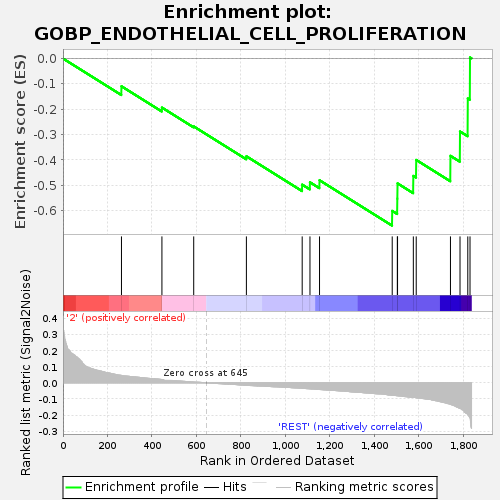 Enrichment plot:
GOBP_ENDOTHELIAL_CELL_PROLIFERATION
Enrichment score (ES)
0.0
-0.1
-0.2
-0.3
-0.4
-0.5
-0.6
'2' (positively correlated)
Ranked list metric (Signal2Noise)
0.4
0.3
0.2
0.1
0.0
-0.1
-0.2
-0.3
Zero cross at 645
'REST' (negatively correlated)
0 200 400 600 800 1,000 1,200 1,400 1,600 1,800
Rank in Ordered Dataset
Enrichment profile Hits Ranking metric scores